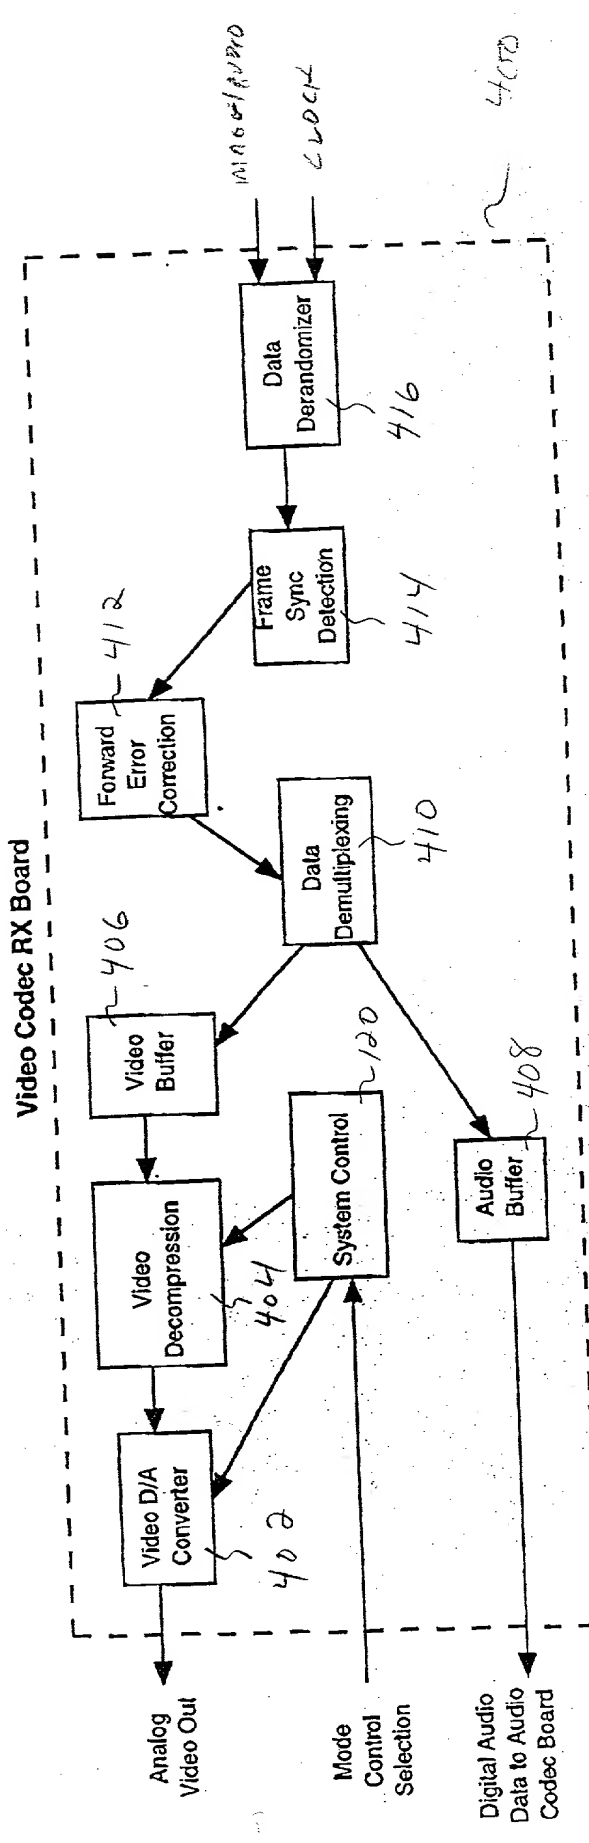 Video Codec RX Board
Analog
Video Out
Video D/A
Converter
402
Video
Decompression
404
Video
Buffer
406
Forward
Error
Correction
412
Mode
Control
Selection
System Control
120
Data
Demultiplexing
410
Frame
Sync
Detection
414
Data
Derandomizer
416
IMAGE/AUDIO
CLOCK
Digital Audio
Data to Audio
Codec Board
Audio
Buffer
408